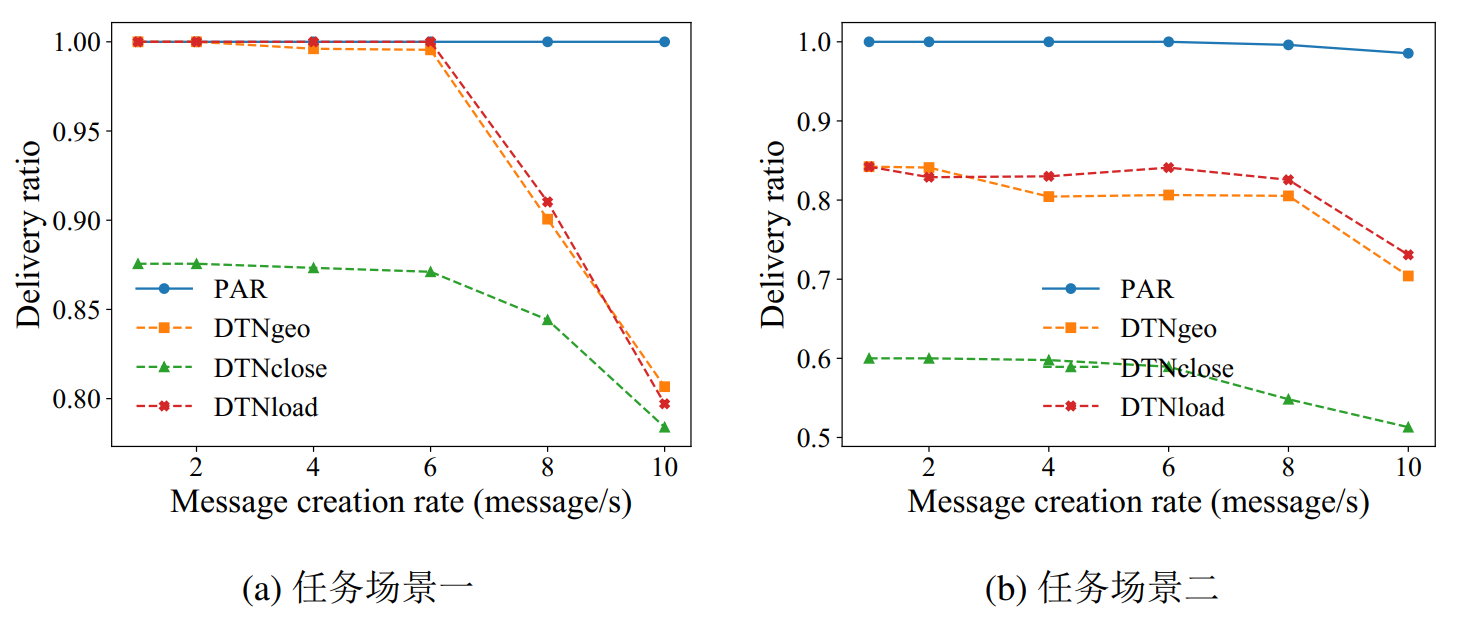 1.00
0.95
0.90
0.85
0.80
Delivery ratio
PAR
DTNgeo
DTNclose
DTNload
2 4 6 8 10
Message creation rate (message/s)
(a) 任务场景一
1.0
0.9
0.8
0.7
0.6
0.5
Delivery ratio
PAR
DTNgeo
DTNclose
DTNload
2 4 6 8 10
Message creation rate (message/s)
(b) 任务场景二